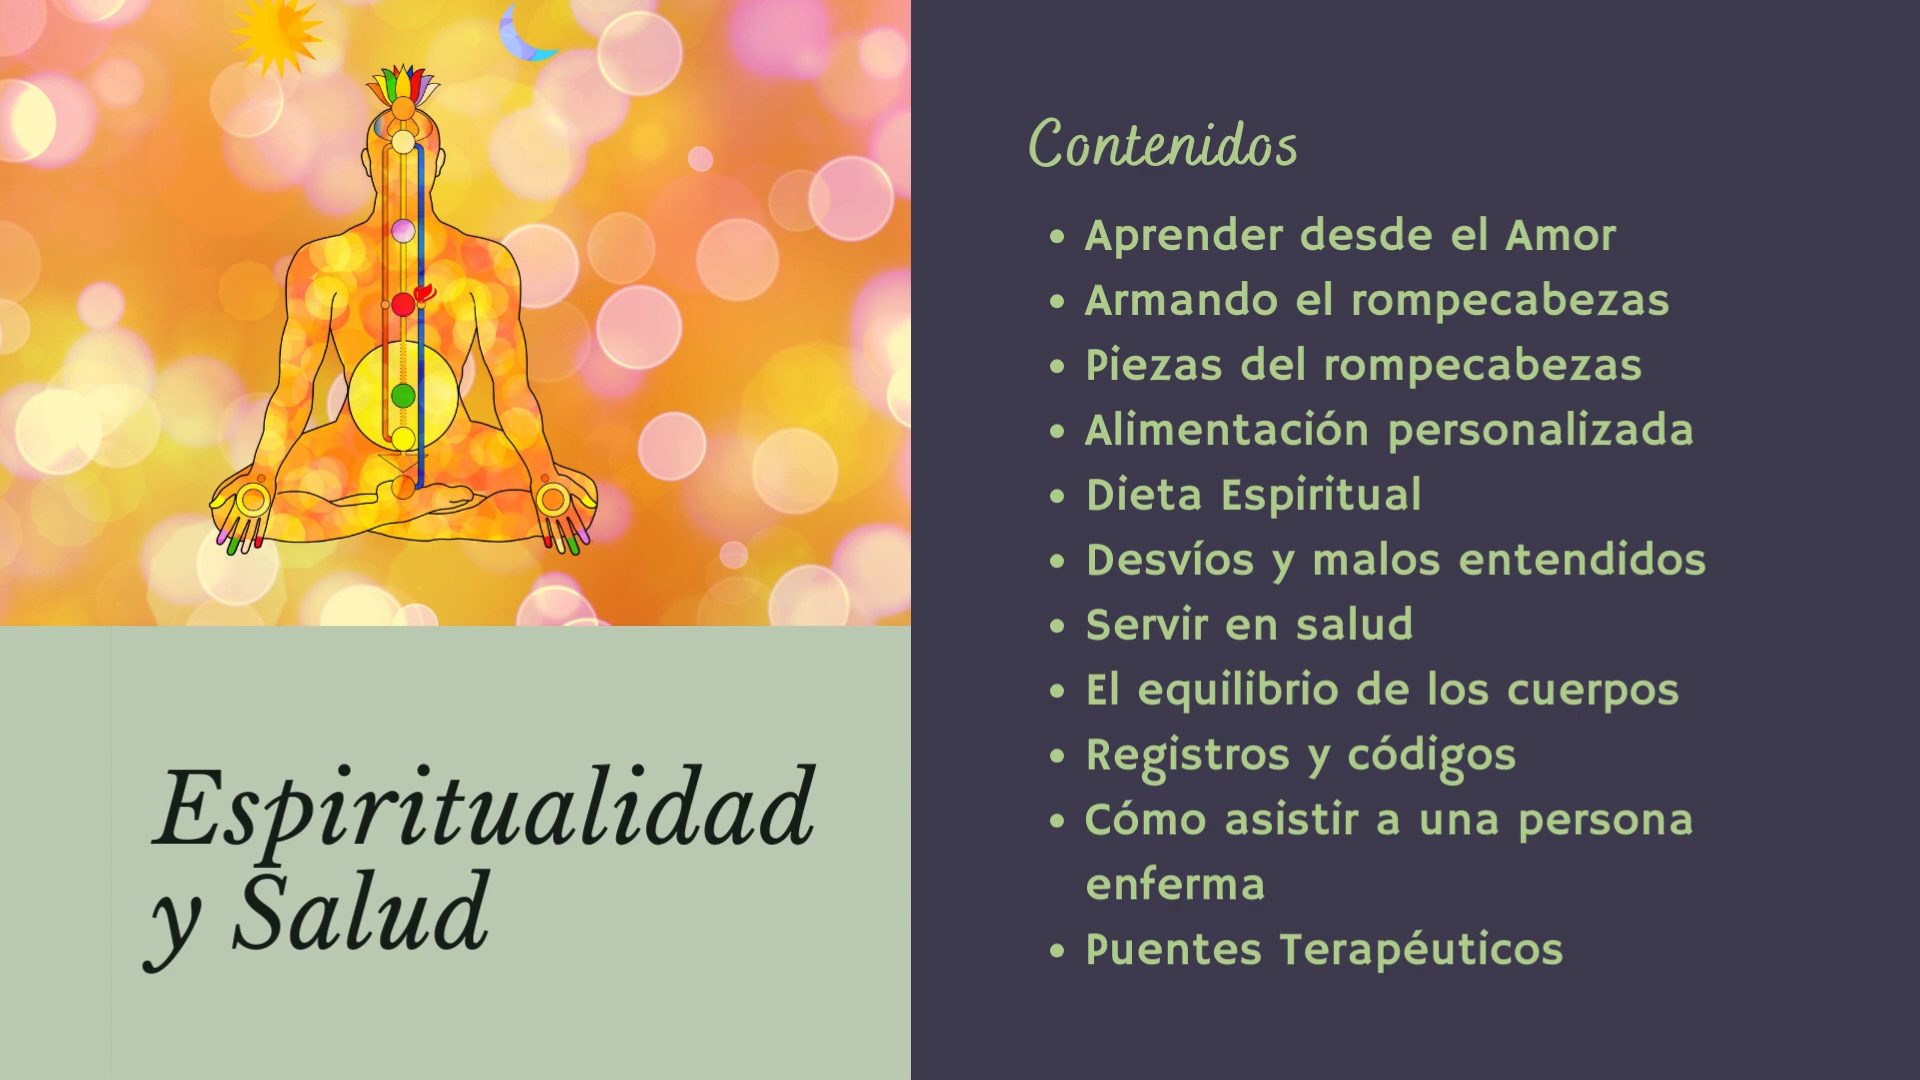 Espiritualidad
y Salud
Contenidos
• Aprender desde el Amor
• Armando el rompecabezas
• Piezas del rompecabezas
• Alimentación personalizada
• Dieta Espiritual
• Desvíos y malos entendidos
• Servir en salud
• El equilibrio de los cuerpos
• Registros y códigos
• Cómo asistir a una persona
enferma
• Puentes Terapéuticos